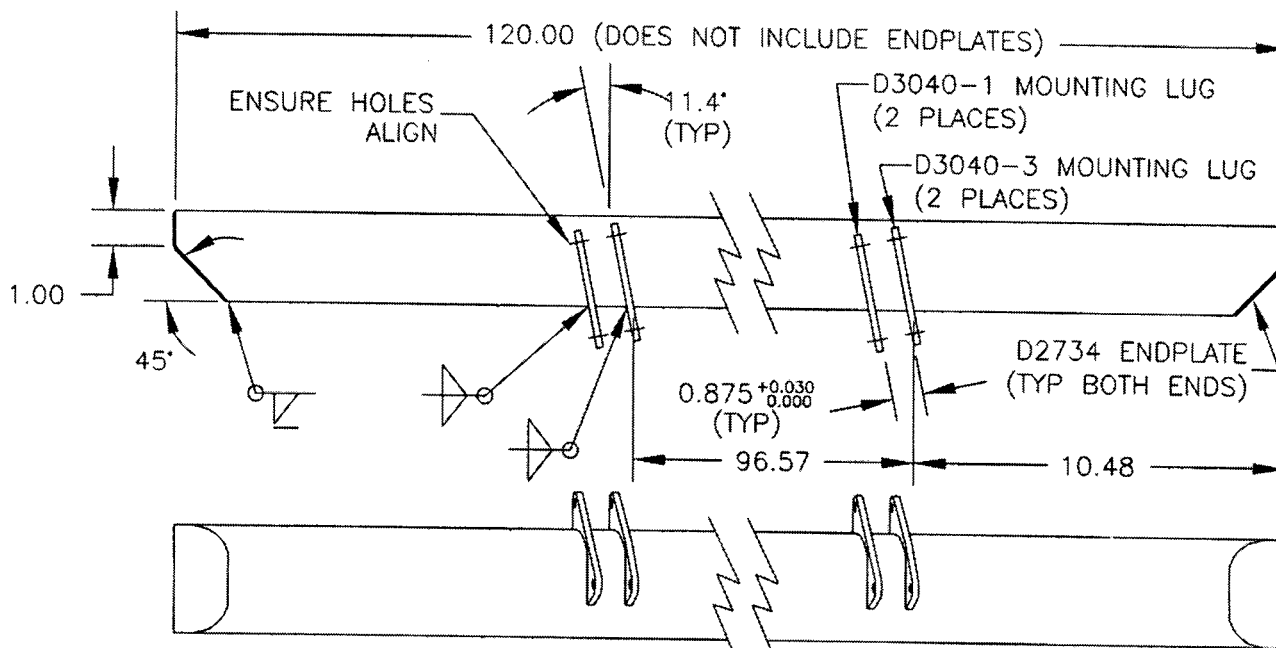 120.00 (DOES NOT INCLUDE ENDPLATES)
ENSURE HOLES
ALIGN
11.4°
(TYP)
D3040-1 MOUNTING LUG
(2 PLACES)
D3040-3 MOUNTING LUG
(2 PLACES)
1.00
45°
D2734 ENDPLATE
(TYP BOTH ENDS)
0.875 +0.030
0.000
(TYP)
96.57
10.48